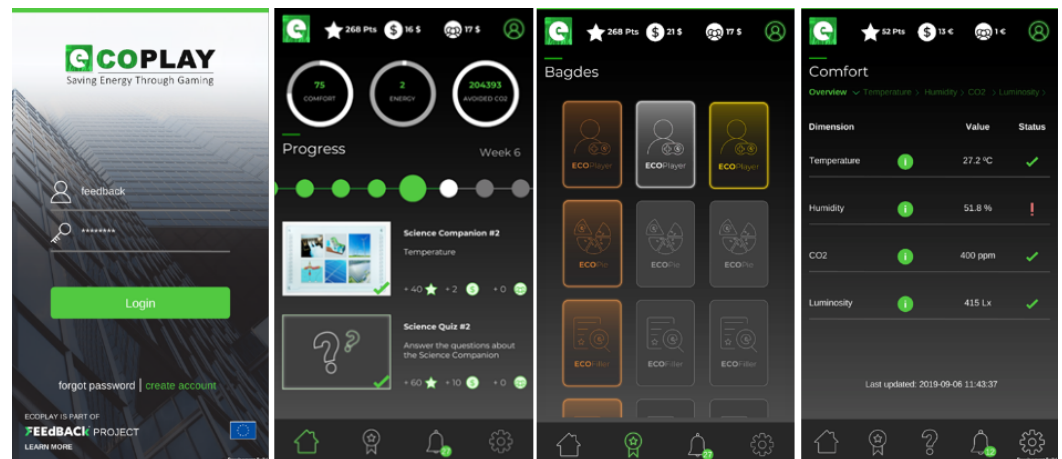 eCOPLAY
Saving Energy Through Gaming
feedback
********
Login
forgot password | create account
ECOPLAY IS PART OF
FEEdBACk PROJECT
LEARN MORE
e 268 Pts $ 16 $ 17 $
75
COMFORT
2
ENERGY
204393
AVOIDED CO2
Progress Week 6
Science Companion #2
Temperature
+ 40 + 2 $ + 0
Science Quiz #2
Answer the questions about
the Science Companion
+ 60 + 10 $ + 0
27
e 268 Pts $ 21 $ 17 $
Bagdes
ECOPlayer ECOPlayer ECOPlayer
ECOPie ECOPie ECOPie
ECOFiller ECOFiller ECOFiller
27
e 52 Pts $ 13 € 1 €
Comfort
Overview Temperature > Humidity > CO2 > Luminosity >
Dimension Value Status
Temperature i 27.2 ºC
Humidity i 51.8 % !
CO2 i 400 ppm
Luminosity i 415 Lx
Last updated: 2019-09-06 11:43:37
?
12